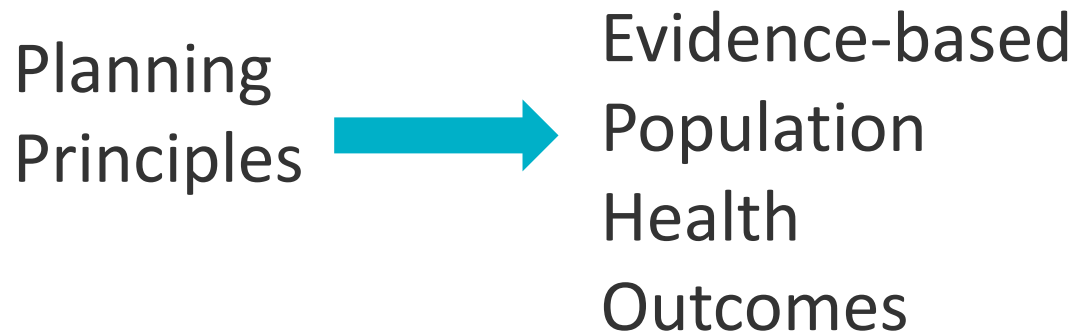 Planning
Principles
Evidence-based
Population
Health
Outcomes